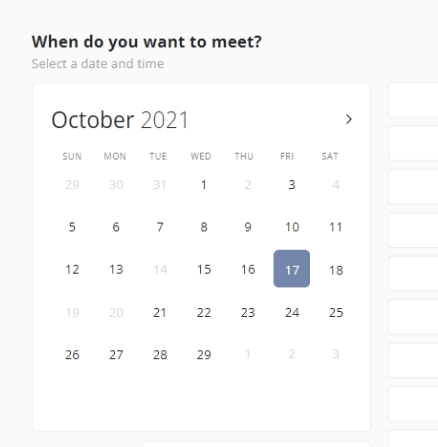 When do you want to meet?
Select a date and time
October 2021
SUN MON TUE WED THU FRI SAT
29 30 31 1 2 3 4
5 6 7 8 9 10 11
12 13 14 15 16 17 18
19 20 21 22 23 24 25
26 27 28 29 1 2 3